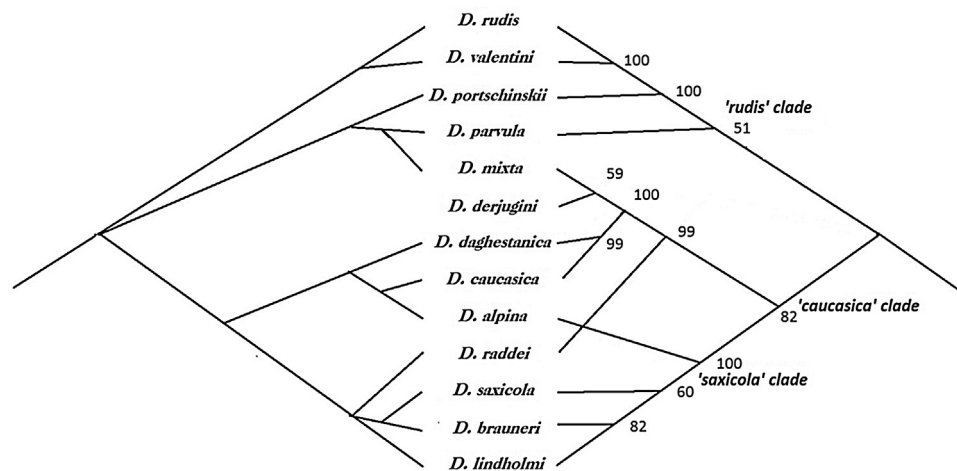 D. rudis
D. valentini
100
D. portschinskii
100
'rudis' clade
D. parvula
51
D. mixta
59
D. derjugini
100
D. daghestanica
99
99
D. caucasica
'caucasica' clade
D. alpina
82
D. raddei
100
'saxicola' clade
D. saxicola
60
D. brauneri
82
D. lindholmi